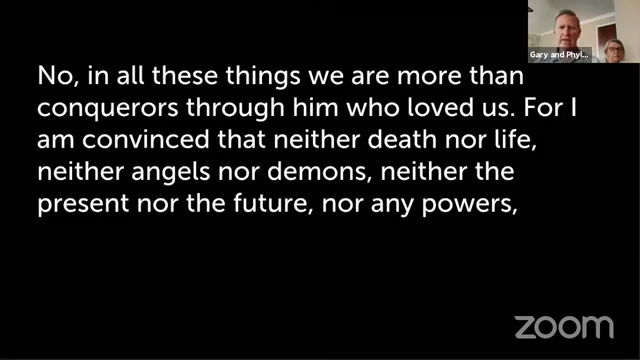 Gary and Phyl...
No, in all these things we are more than
conquerors through him who loved us. For I
am convinced that neither death nor life,
neither angels nor demons, neither the
present nor the future, nor any powers,
zoom